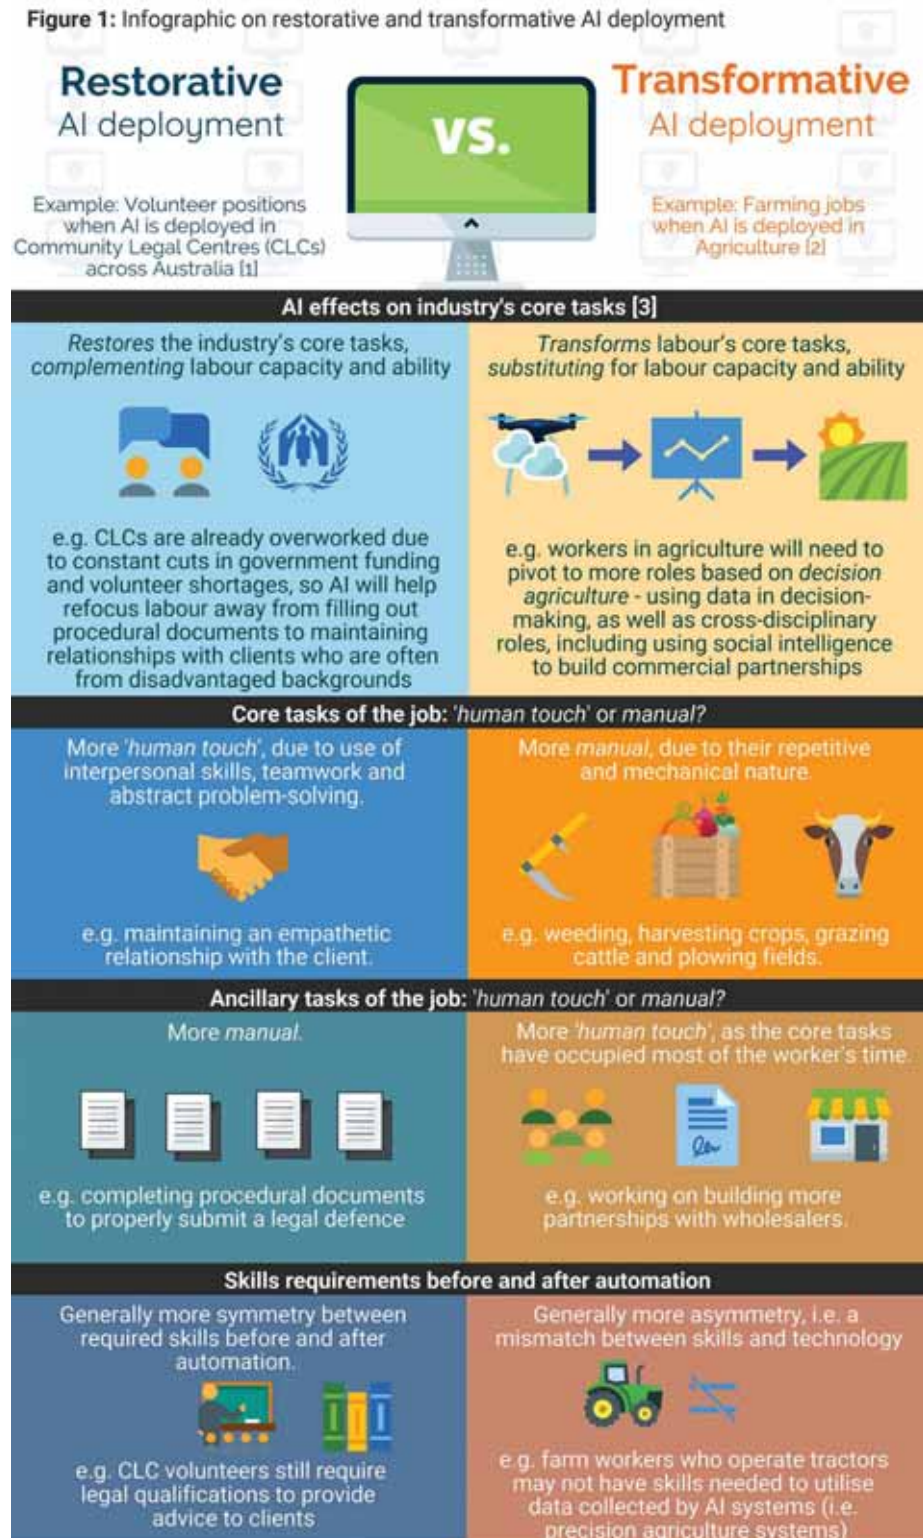 Figure 1: Infographic on restorative and transformative AI deployment
Restorative
AI deployment
Example: Volunteer positions
when AI is deployed in
Community Legal Centres (CLCs)
across Australia [1]
VS.
Transformative
AI deployment
Example: Farming jobs
when AI is deployed in
Agriculture [2]
AI effects on industry's core tasks [3]
Restores the industry's core tasks,
complementing labour capacity and ability
e.g. CLCs are already overworked due
to constant cuts in government funding
and volunteer shortages, so AI will help
refocus labour away from filling out
procedural documents to maintaining
relationships with clients who are often
from disadvantaged backgrounds
Transforms labour's core tasks,
substituting for labour capacity and ability
e.g. workers in agriculture will need to
pivot to more roles based on decision
agriculture - using data in decision-
making, as well as cross-disciplinary
roles, including using social intelligence
to build commercial partnerships
Core tasks of the job: 'human touch' or manual?
More 'human touch', due to use of
interpersonal skills, teamwork and
abstract problem-solving.
e.g. maintaining an empathetic
relationship with the client.
More manual, due to their repetitive
and mechanical nature.
e.g. weeding, harvesting crops, grazing
cattle and plowing fields.
Ancillary tasks of the job: 'human touch' or manual?
More manual.
e.g. completing procedural documents
to properly submit a legal defence
More 'human touch', as the core tasks
have occupied most of the worker's time.
e.g. working on building more
partnerships with wholesalers.
Skills requirements before and after automation
Generally more symmetry between
required skills before and after
automation.
e.g. CLC volunteers still require
legal qualifications to provide
advice to clients
Generally more asymmetry, i.e. a
mismatch between skills and technology
e.g. farm workers who operate tractors
may not have skills needed to utilise
data collected by AI systems (i.e.
precision agriculture systems)